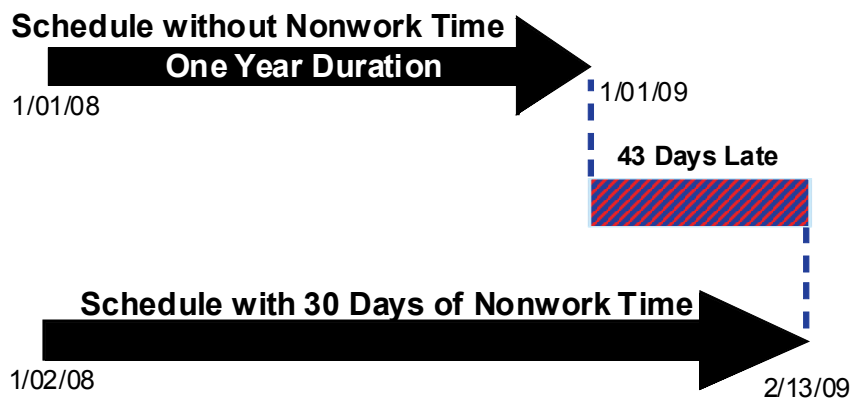 Schedule without Nonwork Time
One Year Duration
1/01/08
1/01/09
43 Days Late
Schedule with 30 Days of Nonwork Time
1/02/08
2/13/09